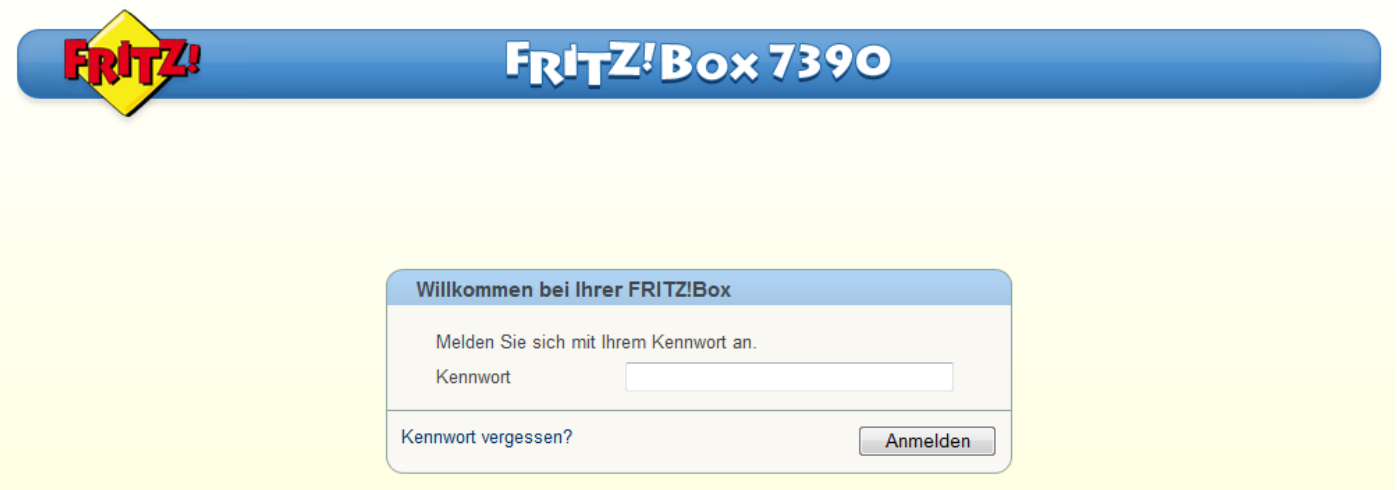 FRITZ!
FRITZ!Box 7390
Willkommen bei Ihrer FRITZ!Box
Melden Sie sich mit Ihrem Kennwort an.
Kennwort
Kennwort vergessen?
Anmelden